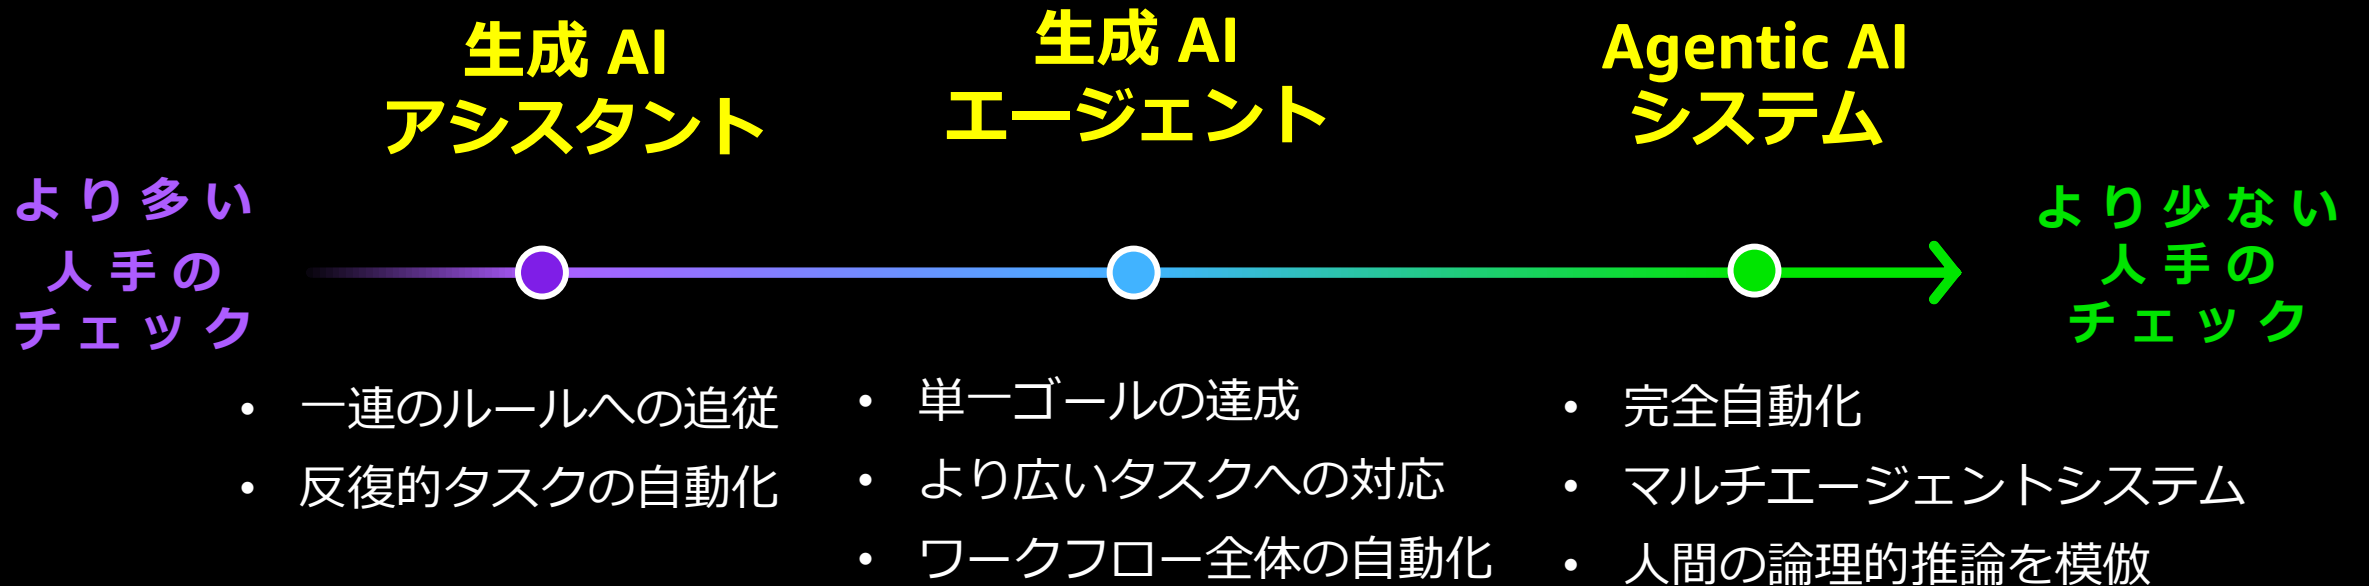 生成 AI
アシスタント
生成 AI
エージェント
Agentic AI
システム
より多い
人手の
チェック
より少ない
人手の
チェック
• 一連のルールへの追従
• 反復的タスクの自動化
• 単一ゴールの達成
• より広いタスクへの対応
• ワークフロー全体の自動化
• 完全自動化
• マルチエージェントシステム
• 人間の論理的推論を模倣